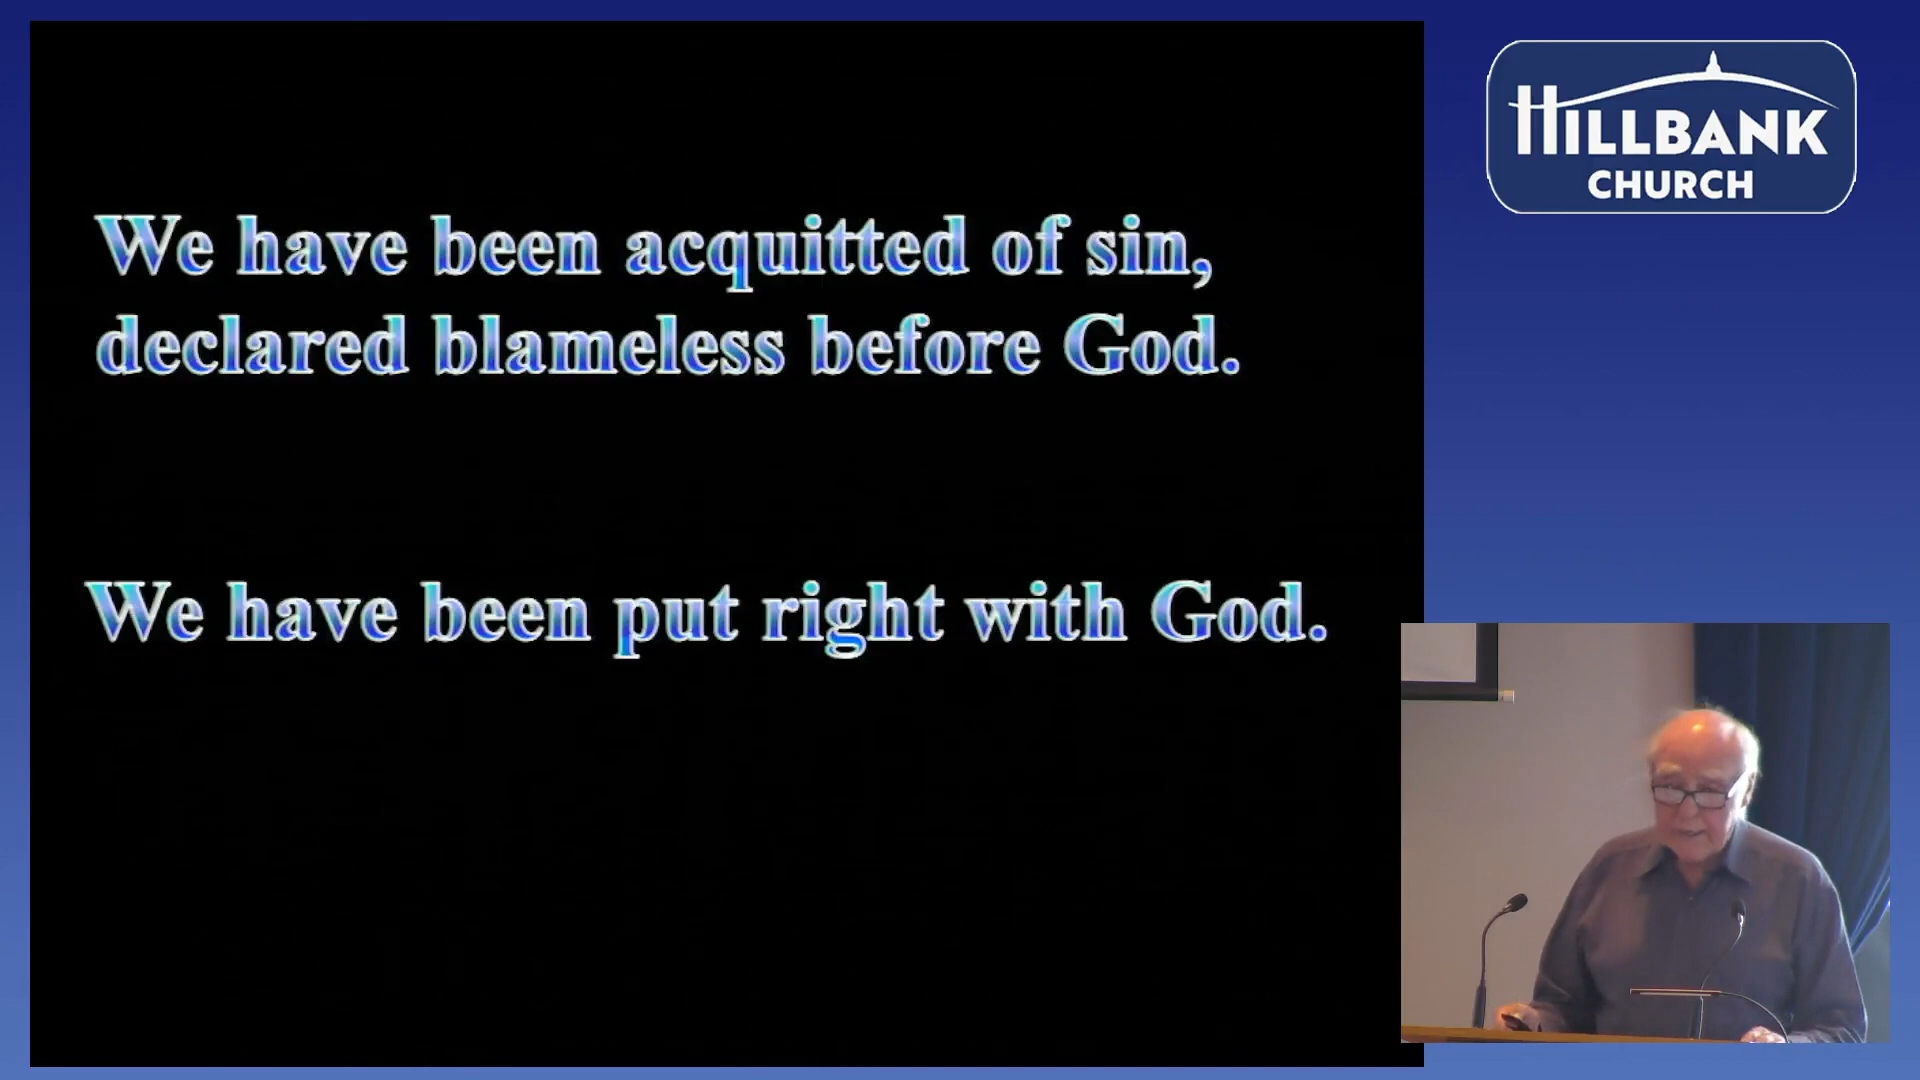 We have been acquitted of sin,
declared blameless before God.
We have been put right with God.
HILLBANK
CHURCH